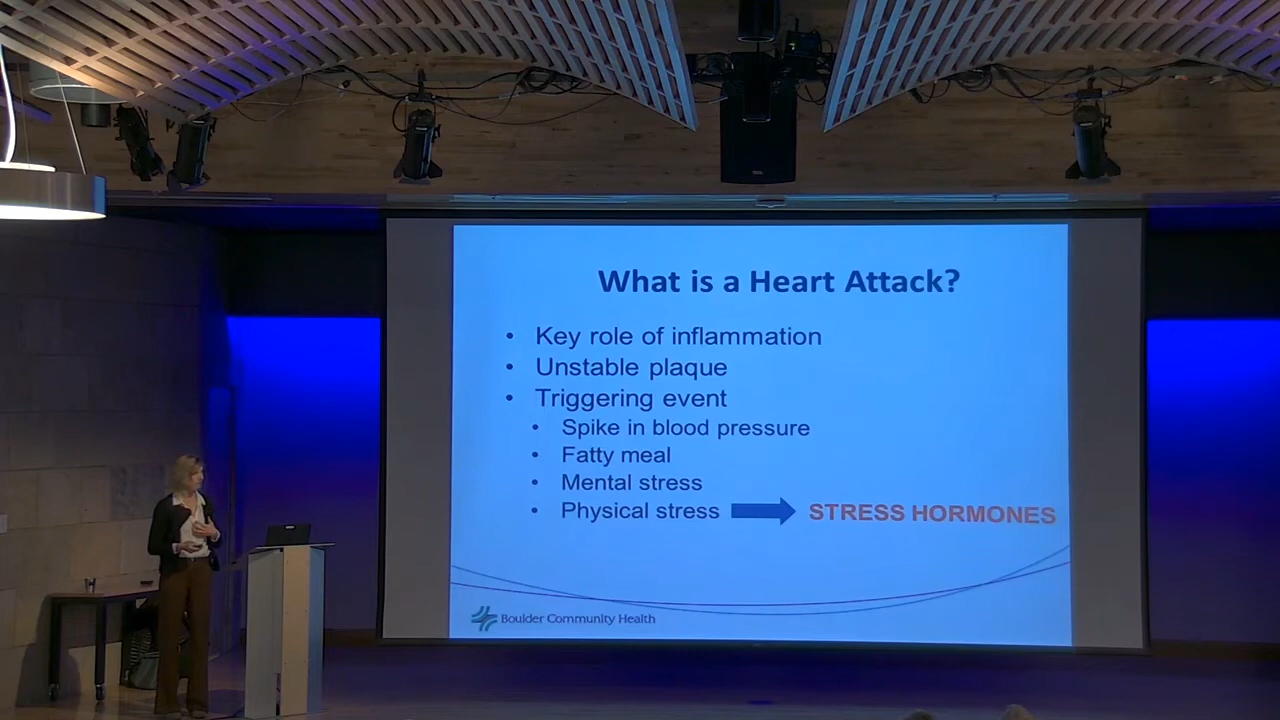 What is a Heart Attack?
• Key role of inflammation
• Unstable plaque
• Triggering event
• Spike in blood pressure
• Fatty meal
• Mental stress
• Physical stress STRESS HORMONES
Boulder Community Health